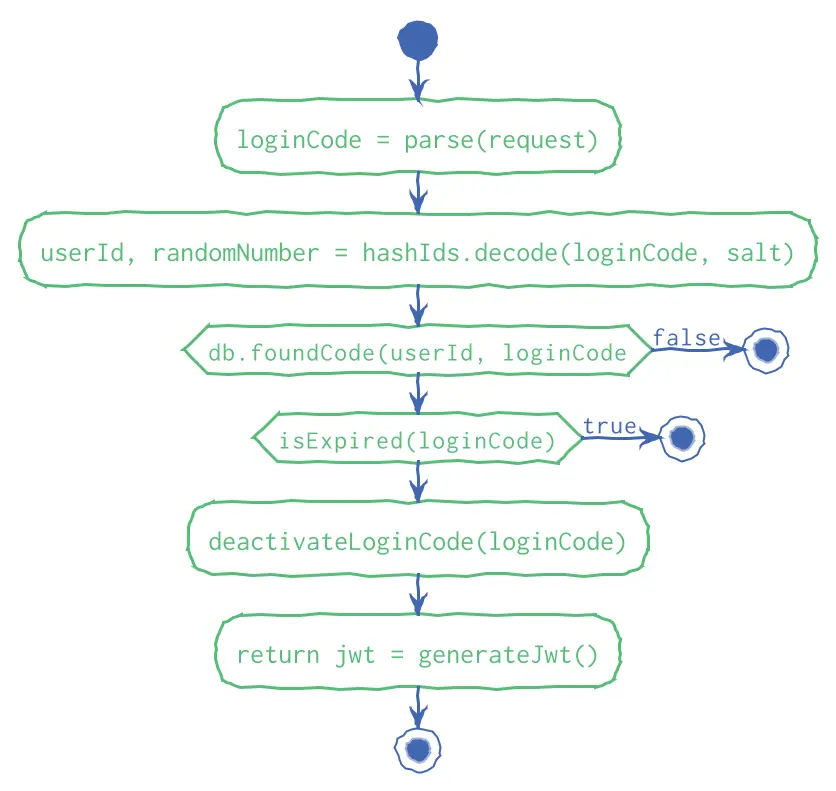 loginCode = parse(request)
userId, randomNumber = hashIds.decode(loginCode, salt)
db.foundCode(userId, loginCode
false
isExpired(loginCode)
true
deactivateLoginCode(loginCode)
return jwt = generateJwt()